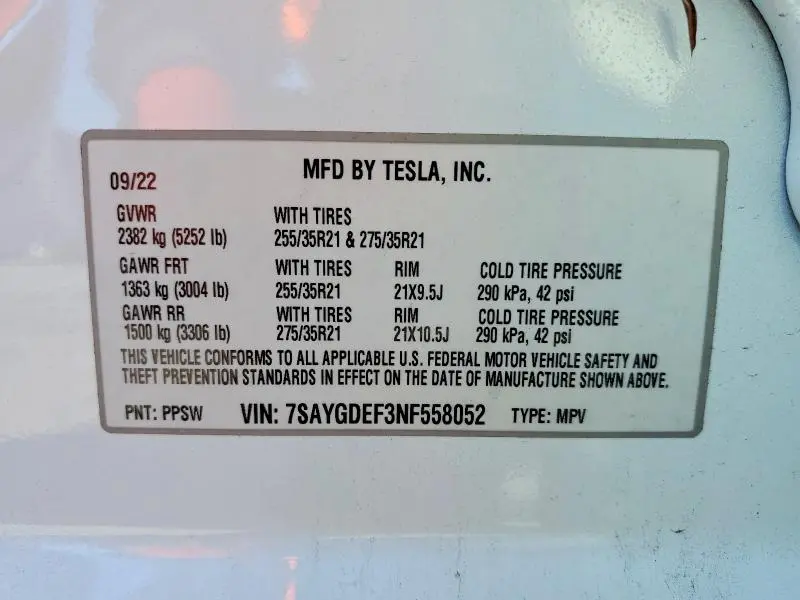 MFD BY TESLA, INC.
09/22
GVWR WITH TIRES
2382 kg (5252 lb) 255/35R21 & 275/35R21
GAWR FRT WITH TIRES RIM COLD TIRE PRESSURE
1363 kg (3004 lb) 255/35R21 21X9.5J 290 kPa, 42 psi
GAWR RR WITH TIRES RIM COLD TIRE PRESSURE
1500 kg (3306 lb) 275/35R21 21X10.5J 290 kPa, 42 psi
THIS VEHICLE CONFORMS TO ALL APPLICABLE U.S. FEDERAL MOTOR VEHICLE SAFETY AND
THEFT PREVENTION STANDARDS IN EFFECT ON THE DATE OF MANUFACTURE SHOWN ABOVE.
PNT: PPSW VIN: 7SAYGDEF3NF558052 TYPE: MPV